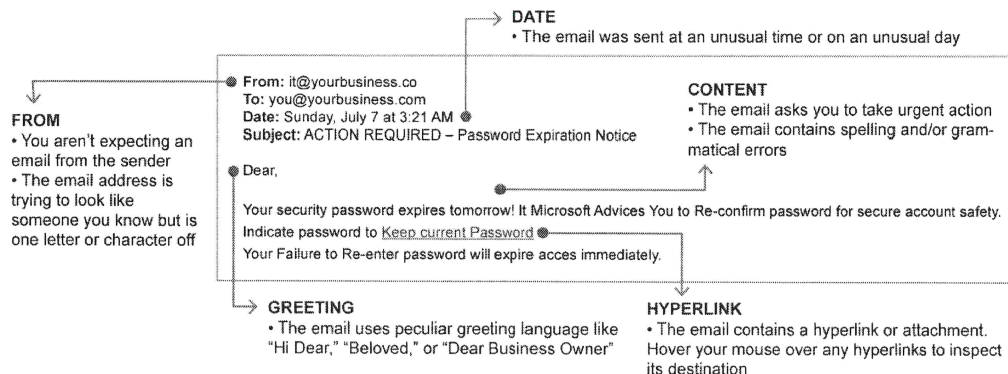 DATE
• The email was sent at an unusual time or on an unusual day
From: it@yourbusiness.co
To: you@yourbusiness.com
Date: Sunday, July 7 at 3:21 AM
Subject: ACTION REQUIRED – Password Expiration Notice
FROM
• You aren't expecting an
email from the sender
• The email address is
trying to look like
someone you know but is
one letter or character off
CONTENT
• The email asks you to take urgent action
• The email contains spelling and/or gram-
matical errors
Dear,
Your security password expires tomorrow! It Microsoft Advices You to Re-confirm password for secure account safety.
Indicate password to Keep current Password
Your Failure to Re-enter password will expire acces immediately.
GREETING
• The email uses peculiar greeting language like
“Hi Dear,” “Beloved,” or “Dear Business Owner”
HYPERLINK
• The email contains a hyperlink or attachment.
Hover your mouse over any hyperlinks to inspect
its destination